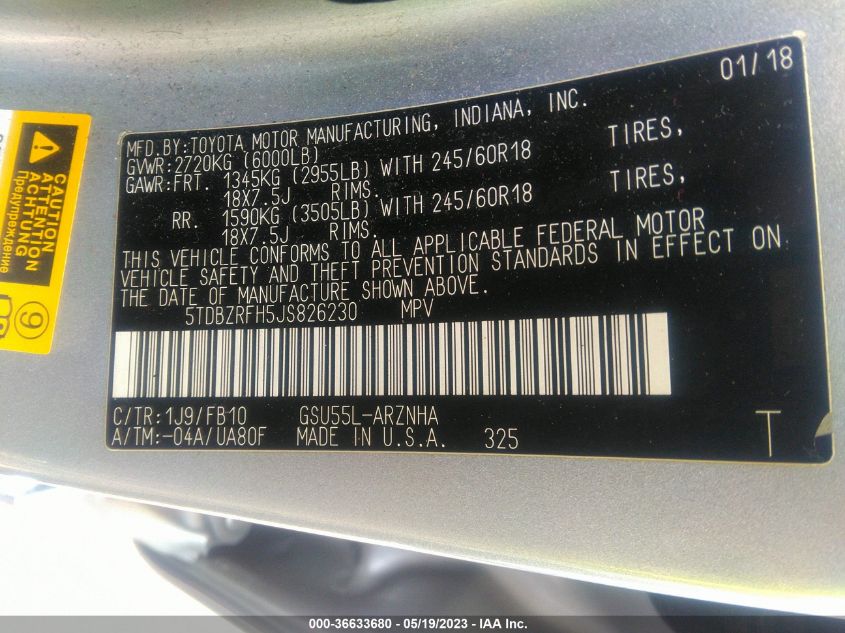 01/18
MFD.BY:TOYOTA MOTOR MANUFACTURING, INDIANA, INC.
GVWR:2720KG (6000LB)
GAWR:FRT. 1345KG (2955LB) WITH 245/60R18 TIRES,
18X7.5J RIMS.
RR. 1590KG (3505LB) WITH 245/60R18 TIRES,
18X7.5J RIMS.
THIS VEHICLE CONFORMS TO ALL APPLICABLE FEDERAL MOTOR
VEHICLE SAFETY AND THEFT PREVENTION STANDARDS IN EFFECT ON
THE DATE OF MANUFACTURE SHOWN ABOVE.
5TDBZRFH5JS826230 MPV
C/TR:1J9/FB10 GSU55L-ARZNHA
A/TM:-04A/UA80F MADE IN U.S.A. 325 T
CAUTION
ATTENTION
ACHTUNG
Предупреждение
9
000-36633680 - 05/19/2023 - IAA Inc.